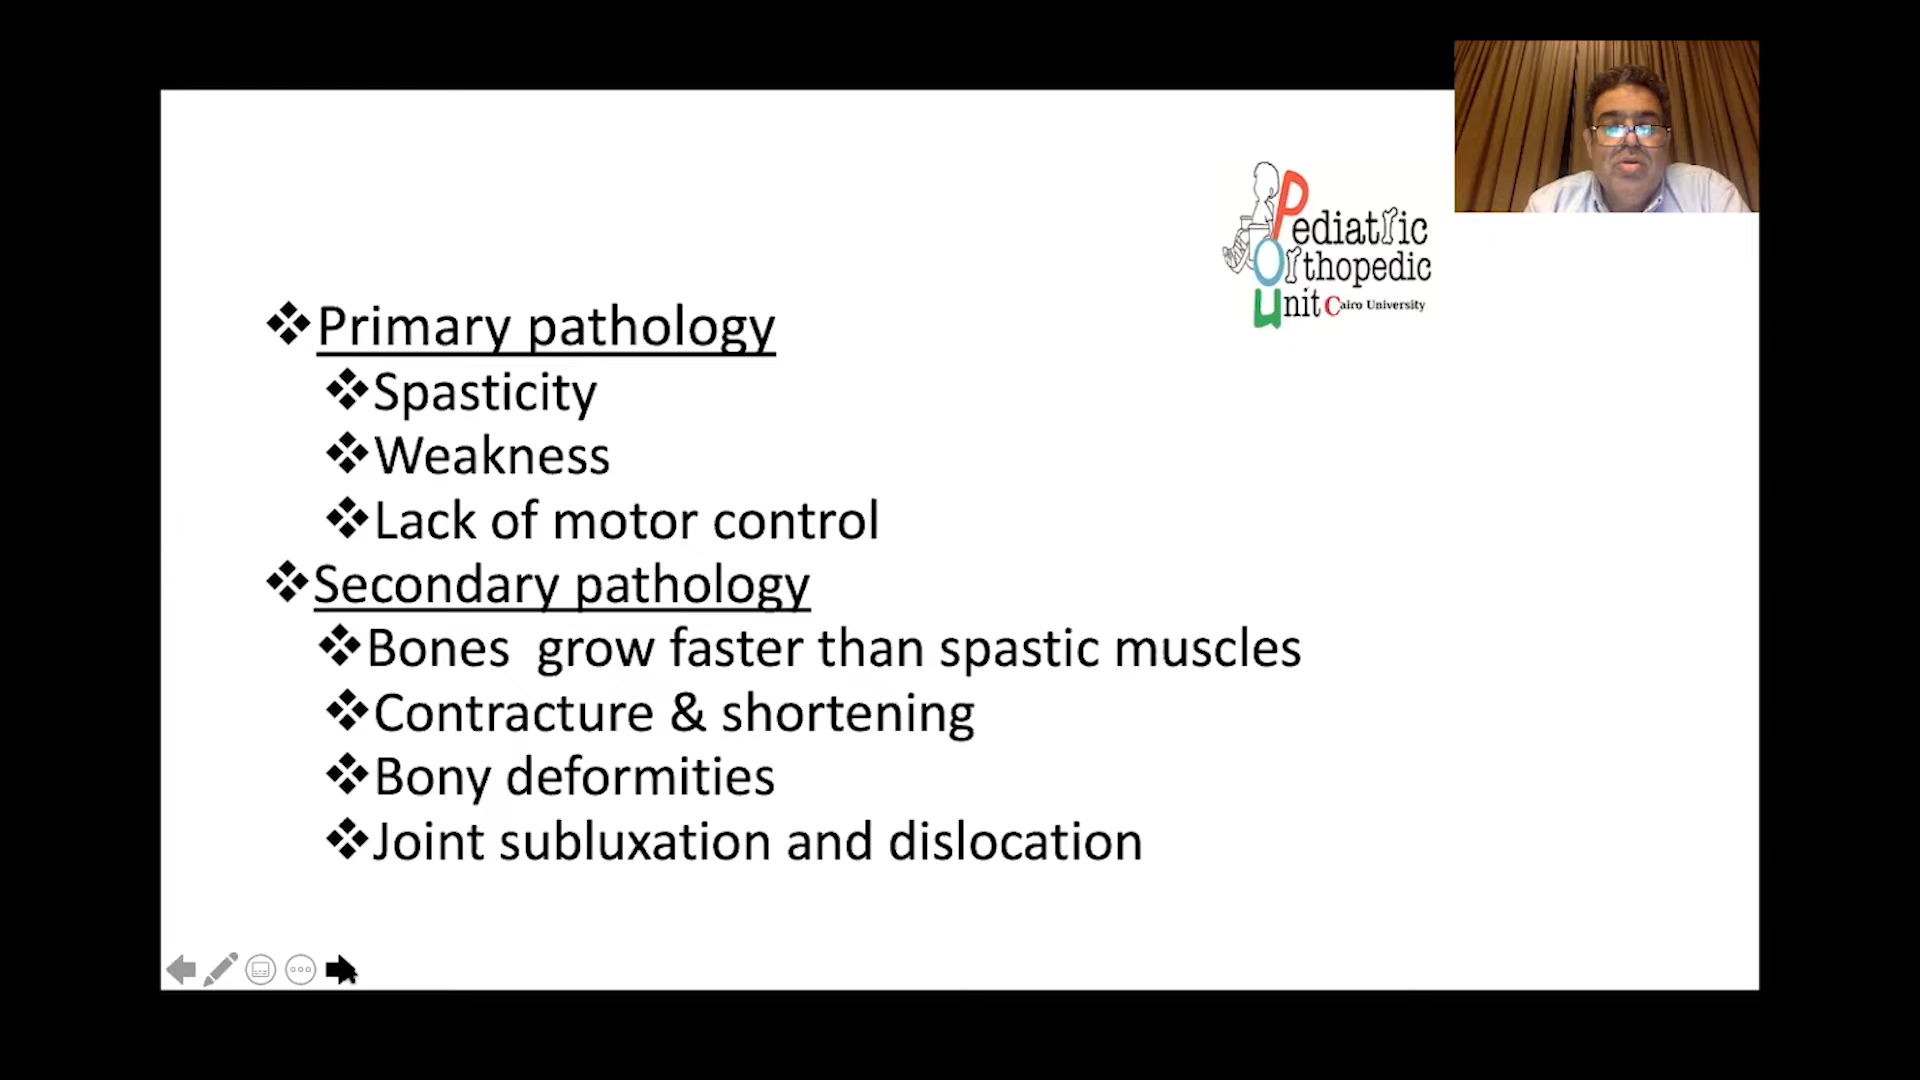 Pediatric
Orthopedic
Unit Cairo University
❖Primary pathology
❖Spasticity
❖Weakness
❖Lack of motor control
❖Secondary pathology
❖Bones  grow faster than spastic muscles
❖Contracture & shortening
❖Bony deformities
❖Joint subluxation and dislocation